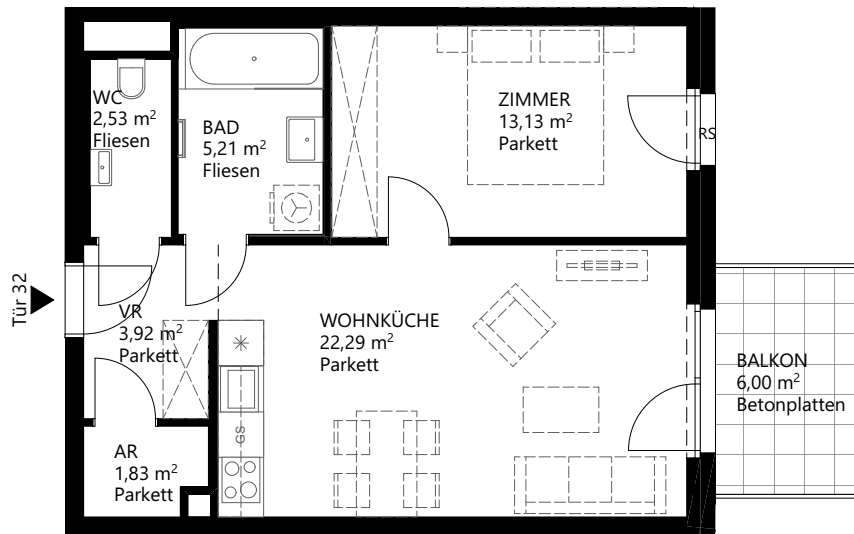 WC
2,53 m²
Fliesen
BAD
5,21 m²
Fliesen
ZIMMER
13,13 m²
Parkett
RS
Tür 32
VR
3,92 m²
Parkett
WOHNKÜCHE
22,29 m²
Parkett
BALKON
6,00 m²
Betonplatten
GS
AR
1,83 m²
Parkett